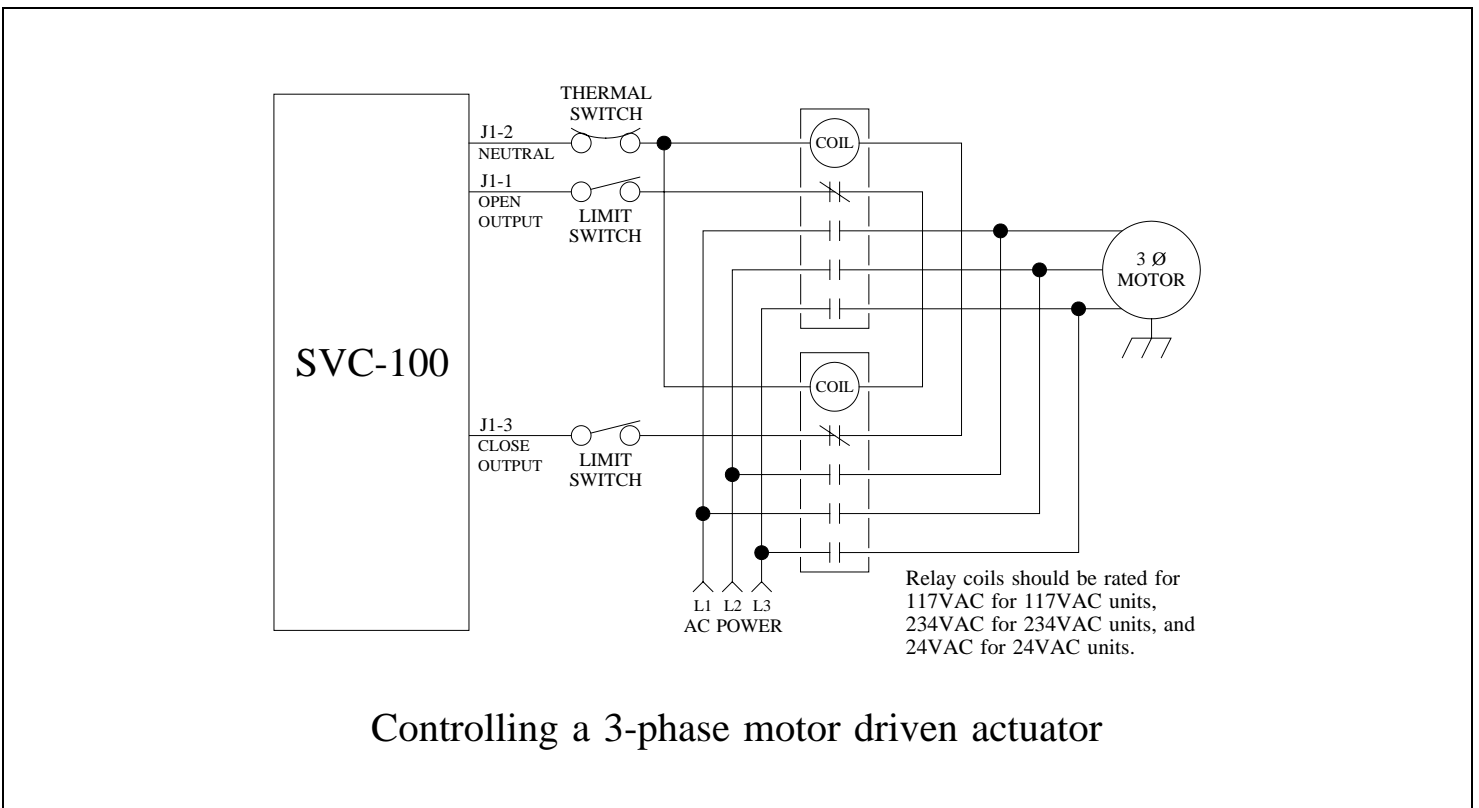 THERMAL
SWITCH
J1-2
NEUTRAL
COIL
J1-1
OPEN
OUTPUT
LIMIT
SWITCH
3 Ø
MOTOR
SVC-100
COIL
J1-3
CLOSE
OUTPUT
LIMIT
SWITCH
L1 L2 L3
AC POWER
Relay coils should be rated for
117VAC for 117VAC units,
234VAC for 234VAC units, and
24VAC for 24VAC units.
Controlling a 3-phase motor driven actuator